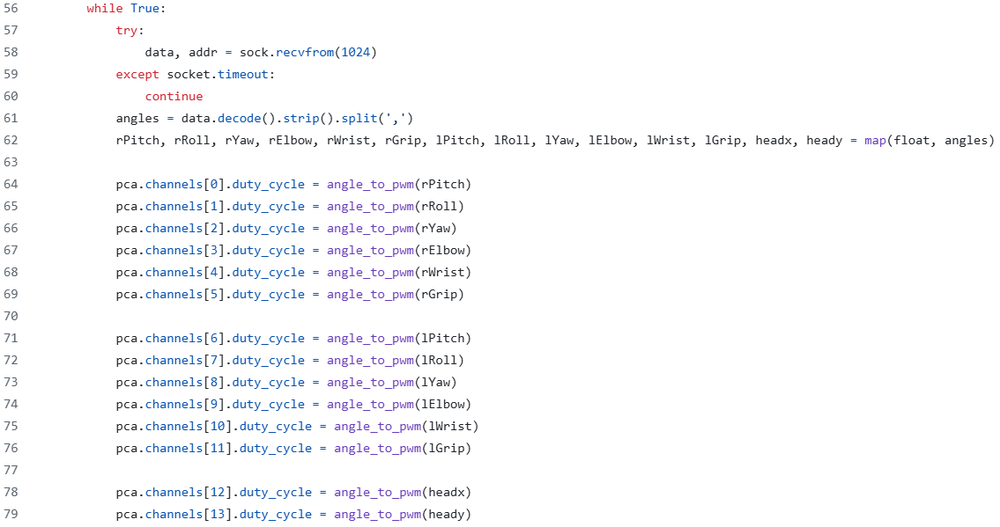 56 while True:
57 try:
58 data, addr = sock.recvfrom(1024)
59 except socket.timeout:
60 continue
61 angles = data.decode().strip().split(',')
62 rPitch, rRoll, rYaw, rElbow, rWrist, rGrip, lPitch, lRoll, lYaw, lElbow, lWrist, lGrip, headx, heady = map(float, angles)
63
64 pca.channels[0].duty_cycle = angle_to_pwm(rPitch)
65 pca.channels[1].duty_cycle = angle_to_pwm(rRoll)
66 pca.channels[2].duty_cycle = angle_to_pwm(rYaw)
67 pca.channels[3].duty_cycle = angle_to_pwm(rElbow)
68 pca.channels[4].duty_cycle = angle_to_pwm(rWrist)
69 pca.channels[5].duty_cycle = angle_to_pwm(rGrip)
70
71 pca.channels[6].duty_cycle = angle_to_pwm(lPitch)
72 pca.channels[7].duty_cycle = angle_to_pwm(lRoll)
73 pca.channels[8].duty_cycle = angle_to_pwm(lYaw)
74 pca.channels[9].duty_cycle = angle_to_pwm(lElbow)
75 pca.channels[10].duty_cycle = angle_to_pwm(lWrist)
76 pca.channels[11].duty_cycle = angle_to_pwm(lGrip)
77
78 pca.channels[12].duty_cycle = angle_to_pwm(headx)
79 pca.channels[13].duty_cycle = angle_to_pwm(heady)